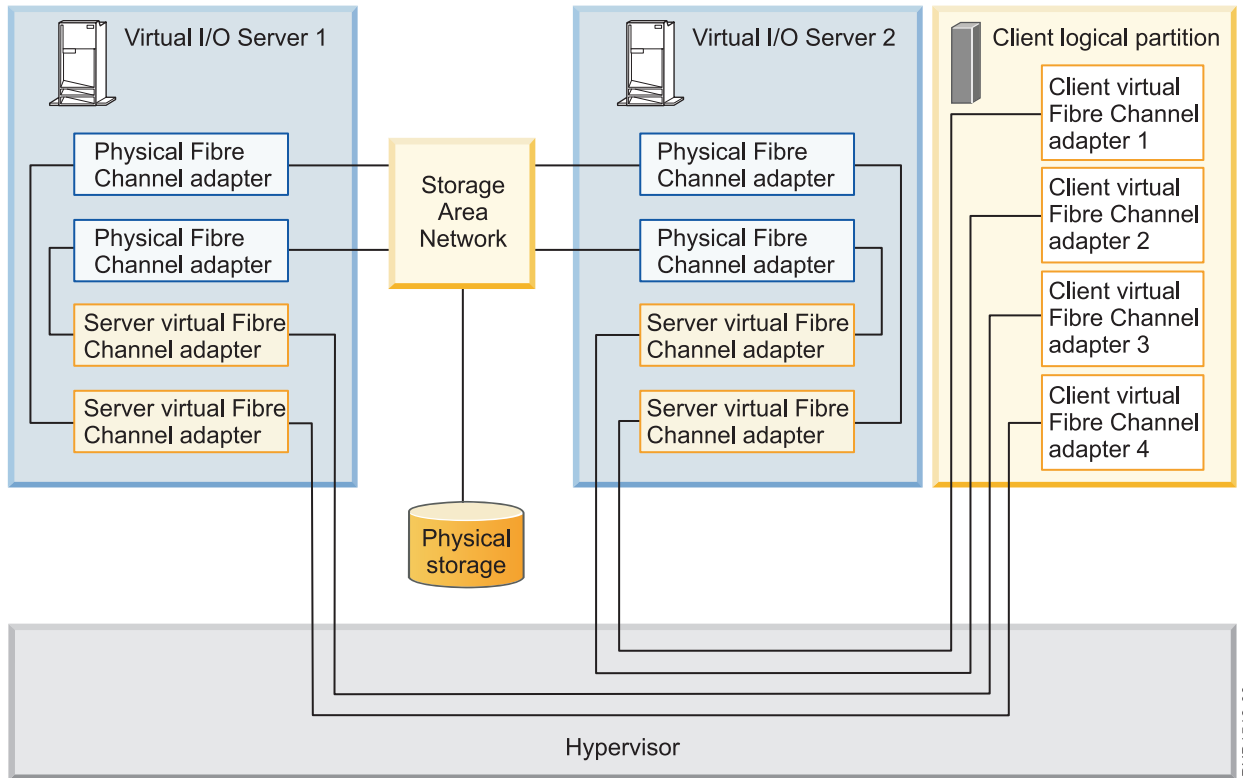 Virtual I/O Server 1
Physical Fibre
Channel adapter
Physical Fibre
Channel adapter
Server virtual Fibre
Channel adapter
Server virtual Fibre
Channel adapter
Storage
Area
Network
Physical
storage
Virtual I/O Server 2
Physical Fibre
Channel adapter
Physical Fibre
Channel adapter
Server virtual Fibre
Channel adapter
Server virtual Fibre
Channel adapter
Client logical partition
Client virtual
Fibre Channel
adapter 1
Client virtual
Fibre Channel
adapter 2
Client virtual
Fibre Channel
adapter 3
Client virtual
Fibre Channel
adapter 4
Hypervisor